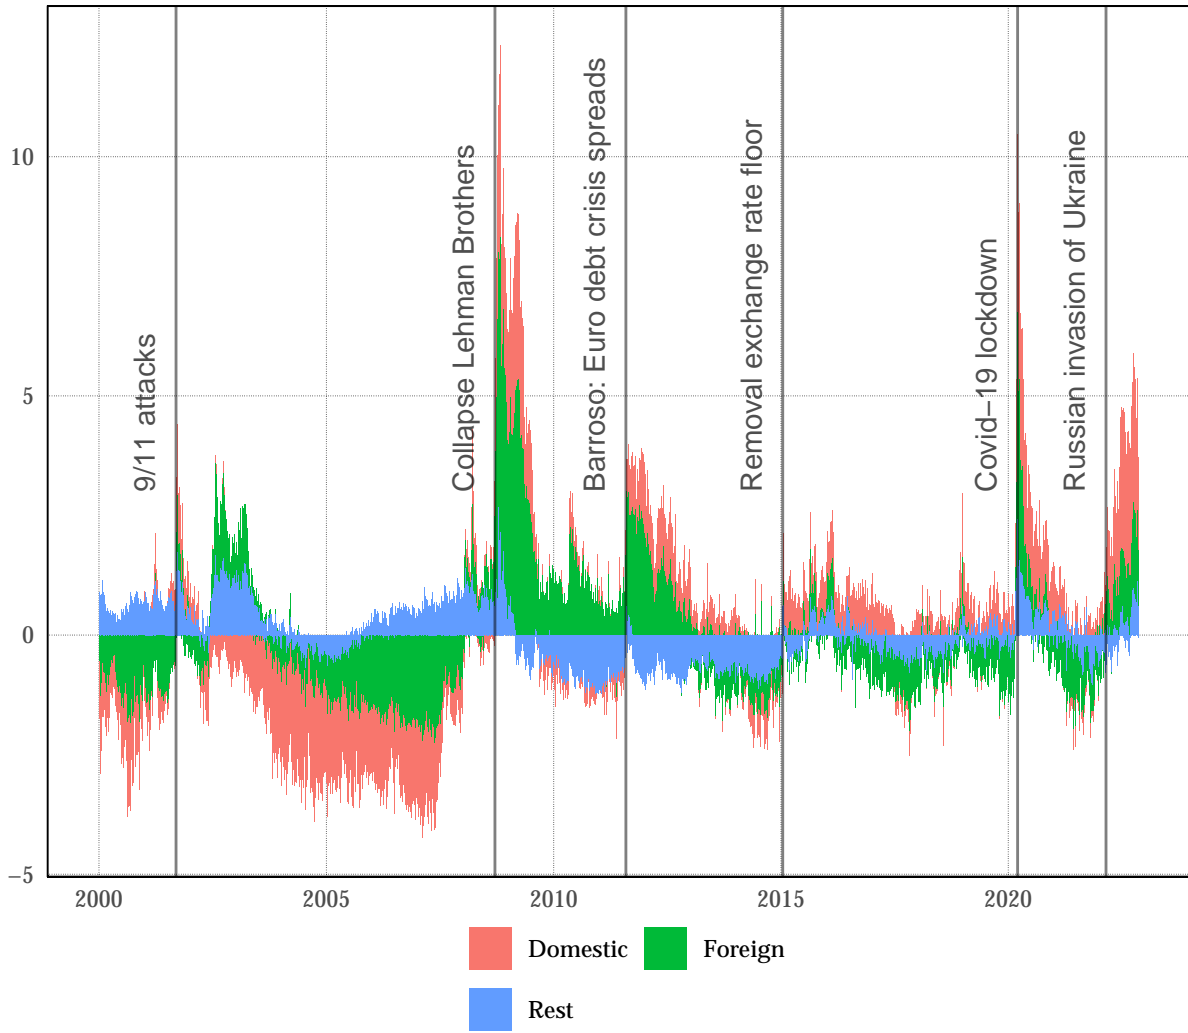 10
5
0
−5
9/11 attacks
Collapse Lehman Brothers
Barroso: Euro debt crisis spreads
Removal exchange rate floor
Covid−19 lockdown
Russian invasion of Ukraine
2000 2005 2010 2015 2020
Domestic Foreign
Rest